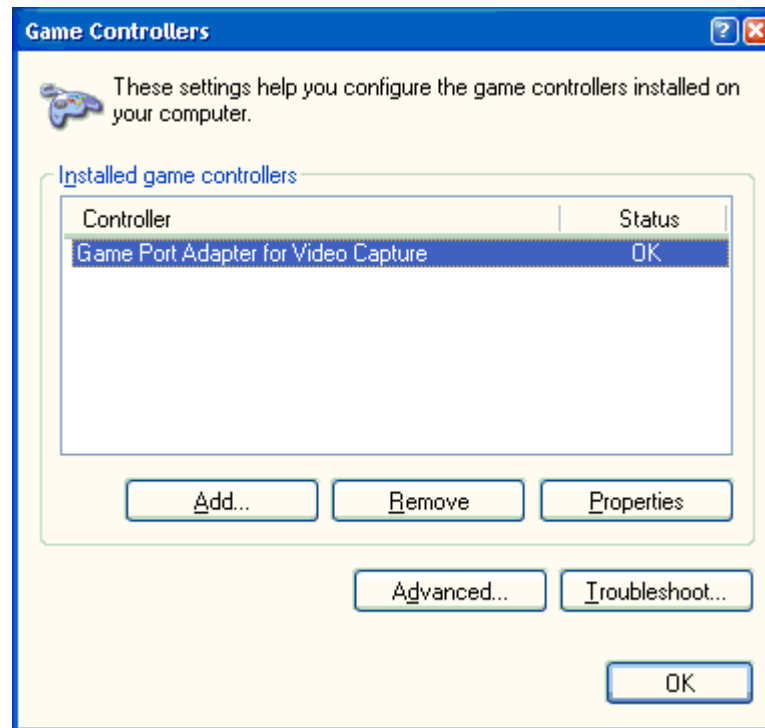 Game Controllers
These settings help you configure the game controllers installed on
your computer.
Installed game controllers
Controller Status
Game Port Adapter for Video Capture OK
Add... Remove Properties
Advanced... Troubleshoot...
OK